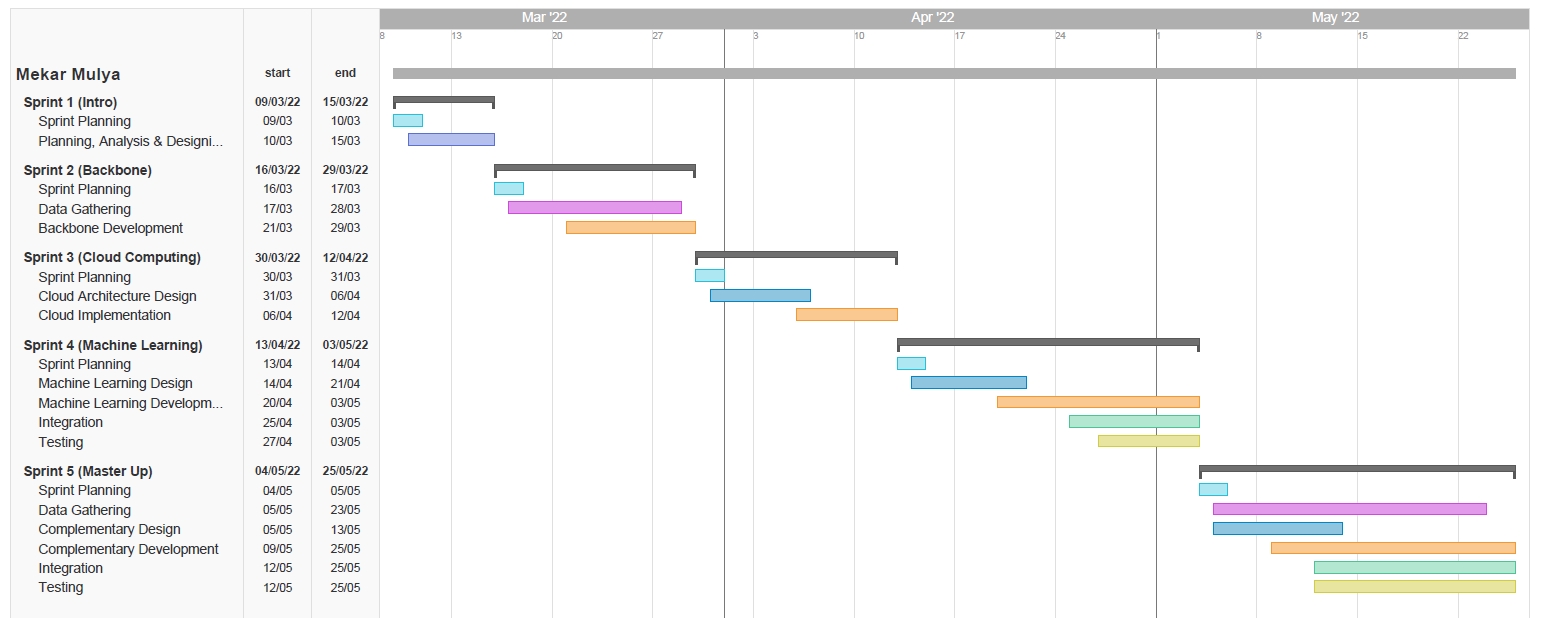 Mar '22 Apr '22 May '22
8 13 20 27 3 10 17 24 1 8 15 22
Mekar Mulya start end
Sprint 1 (Intro) 09/03/22 15/03/22
Sprint Planning 09/03 10/03
Planning, Analysis & Designi... 10/03 15/03
Sprint 2 (Backbone) 16/03/22 29/03/22
Sprint Planning 16/03 17/03
Data Gathering 17/03 28/03
Backbone Development 21/03 29/03
Sprint 3 (Cloud Computing) 30/03/22 12/04/22
Sprint Planning 30/03 31/03
Cloud Architecture Design 31/03 06/04
Cloud Implementation 06/04 12/04
Sprint 4 (Machine Learning) 13/04/22 03/05/22
Sprint Planning 13/04 14/04
Machine Learning Design 14/04 21/04
Machine Learning Developm... 20/04 03/05
Integration 25/04 03/05
Testing 27/04 03/05
Sprint 5 (Master Up) 04/05/22 25/05/22
Sprint Planning 04/05 05/05
Data Gathering 05/05 23/05
Complementary Design 05/05 13/05
Complementary Development 09/05 25/05
Integration 12/05 25/05
Testing 12/05 25/05